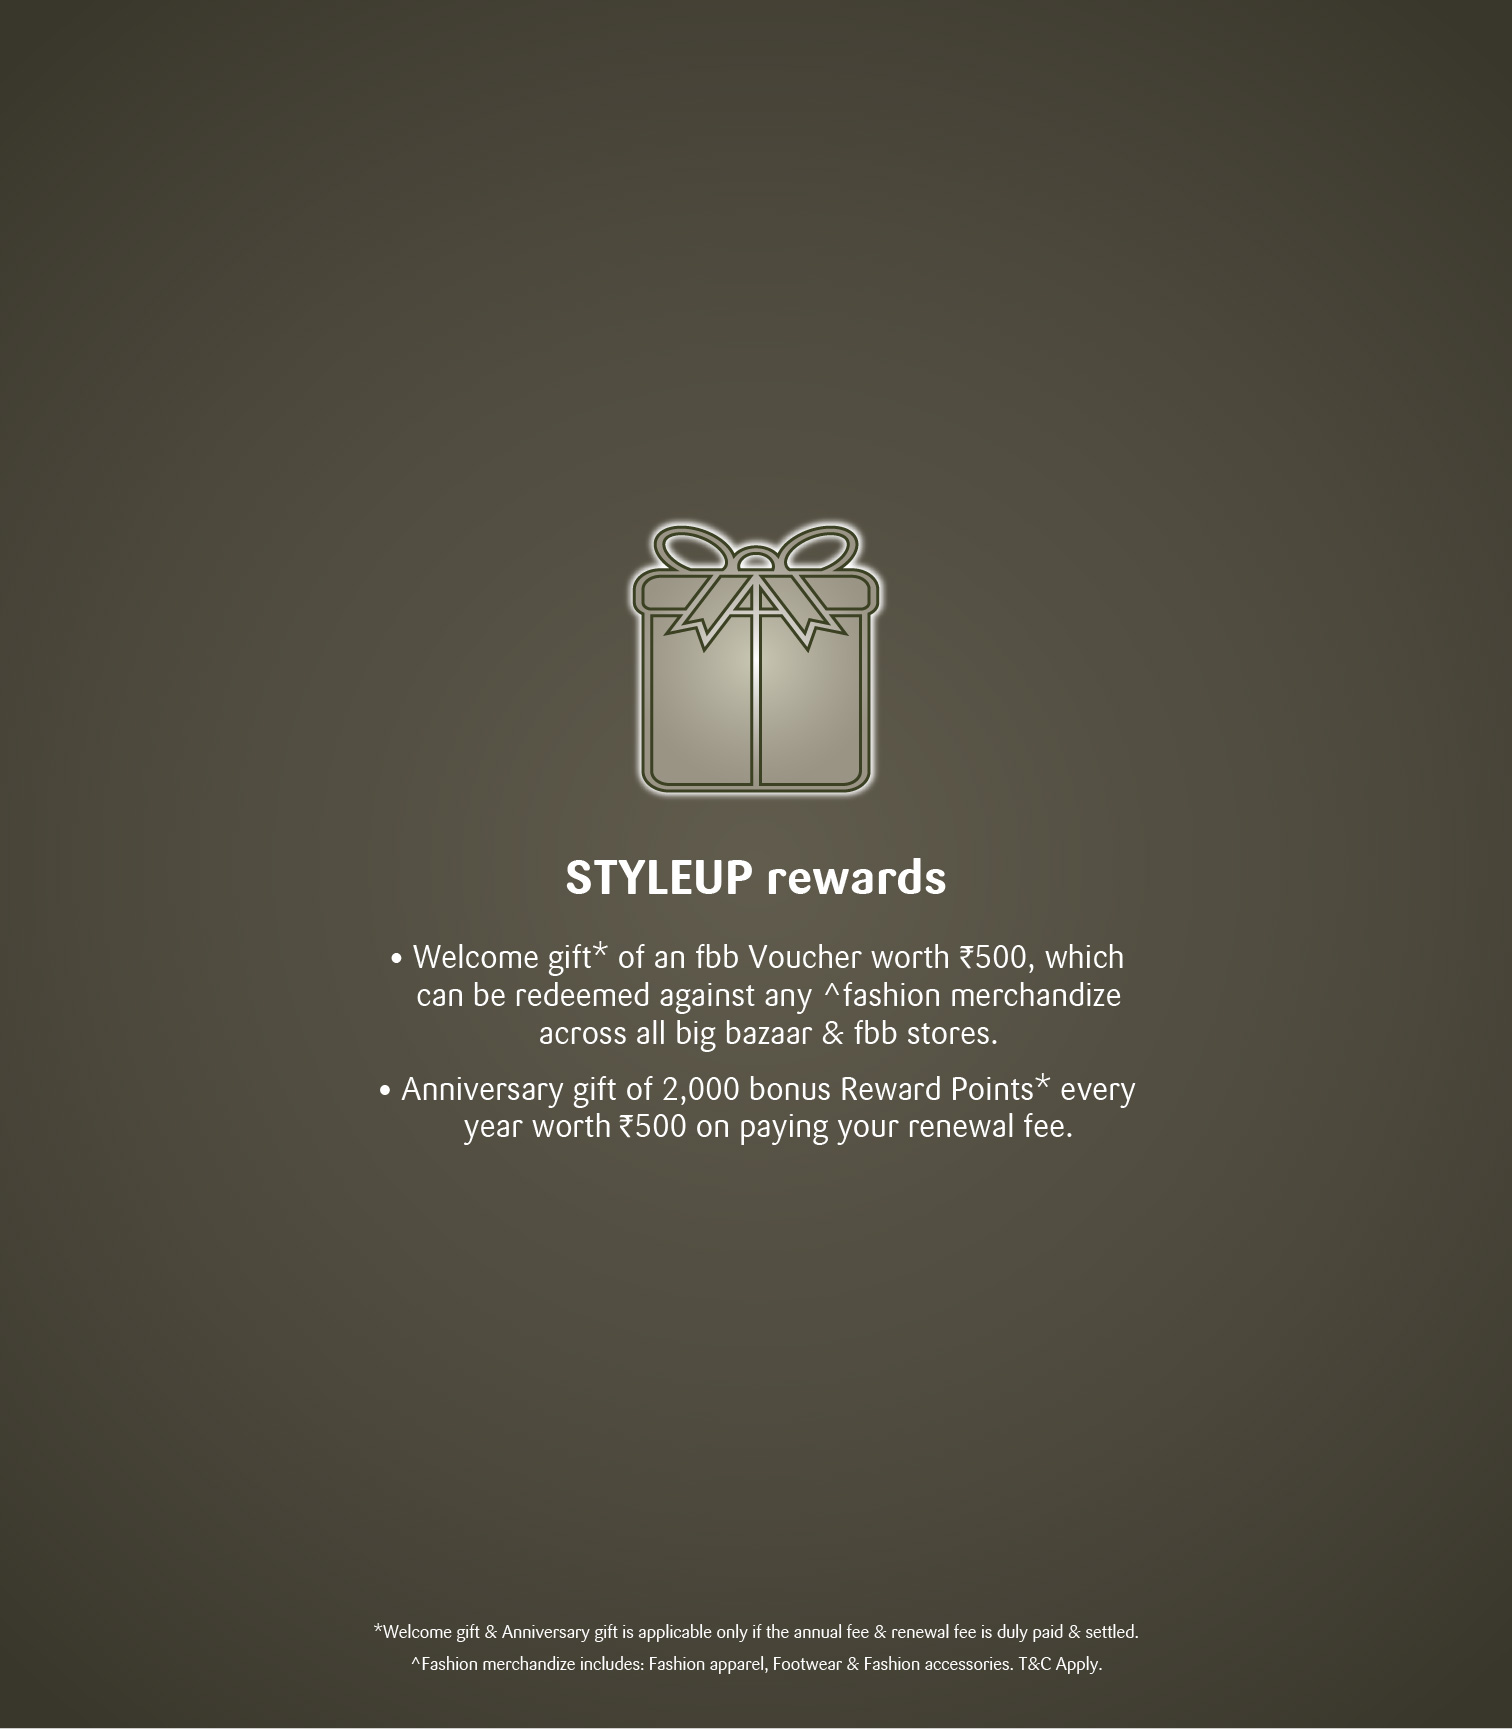 STYLEUP rewards
• Welcome gift* of an fbb Voucher worth ₹500, which
can be redeemed against any ^fashion merchandize
across all big bazaar & fbb stores.
• Anniversary gift of 2,000 bonus Reward Points* every
year worth ₹500 on paying your renewal fee.
*Welcome gift & Anniversary gift is applicable only if the annual fee & renewal fee is duly paid & settled.
^Fashion merchandize includes: Fashion apparel, Footwear & Fashion accessories. T&C Apply.